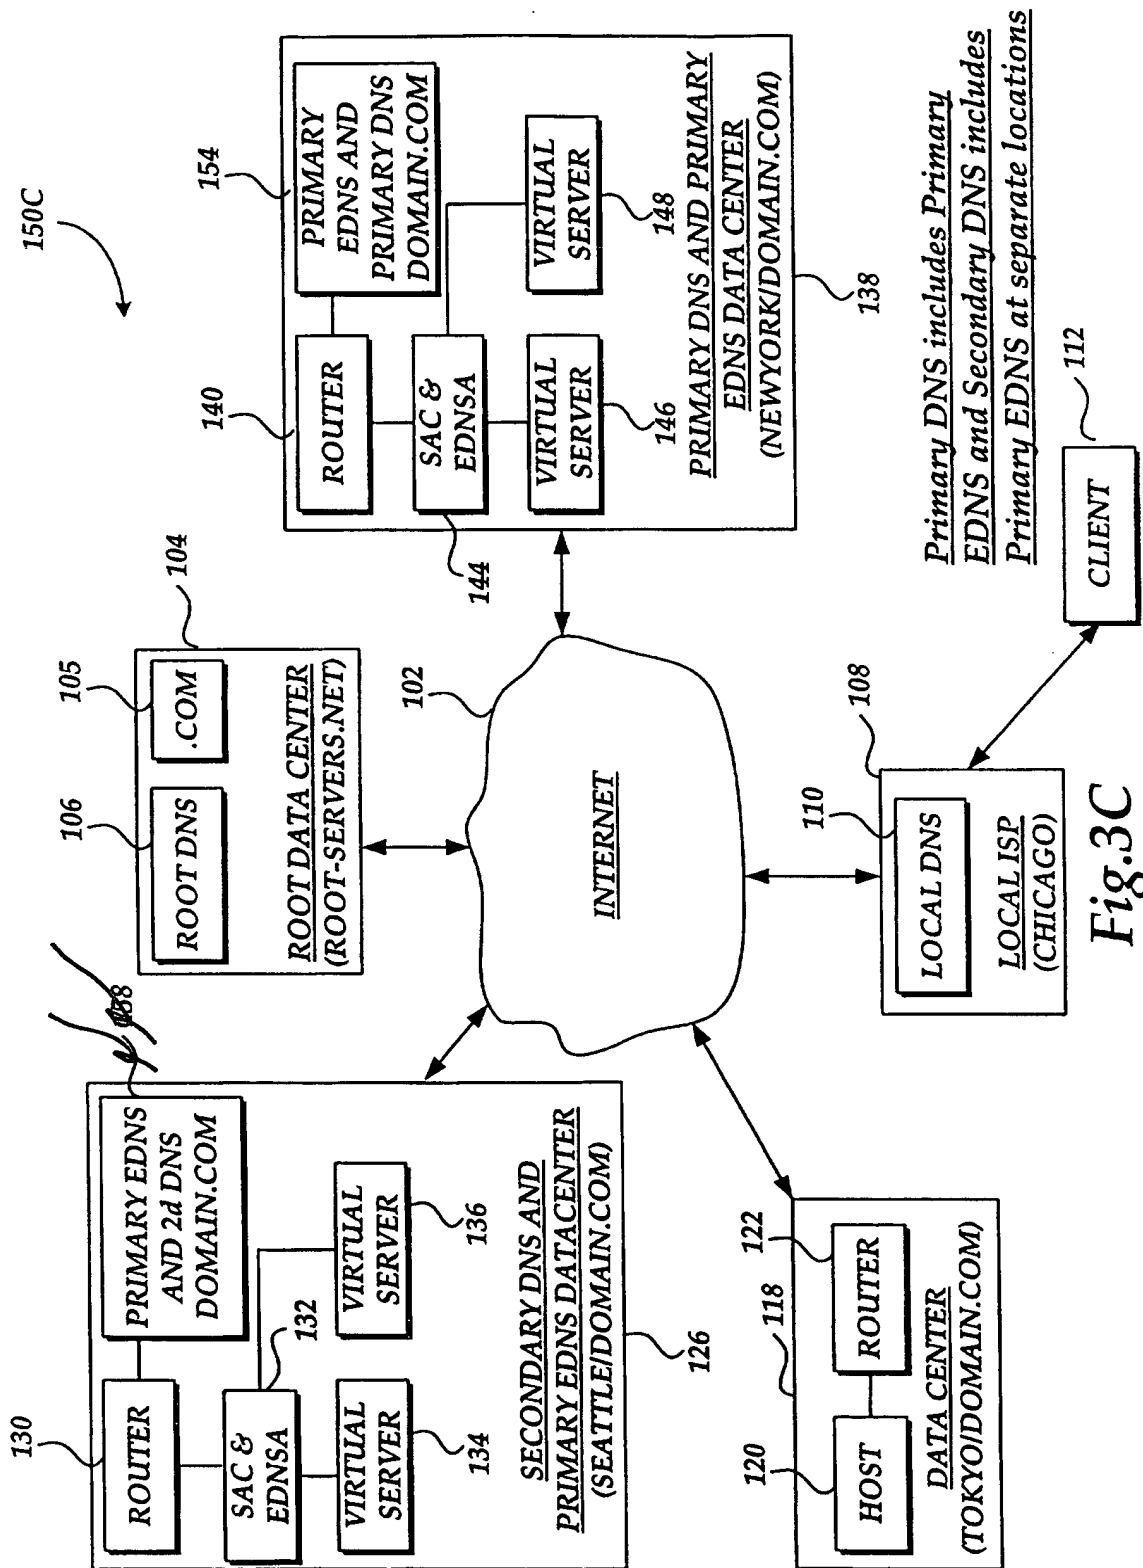 150C
130
ROUTER
PRIMARY EDNS
AND 2d DNS
DOMAIN.COM
SAC &
EDNSA
132
VIRTUAL
SERVER
134
VIRTUAL
SERVER
136
SECONDARY DNS AND
PRIMARY EDNS DATACENTER
(SEATTLE/DOMAIN.COM)
126
106
105
104
ROOT DNS
.COM
ROOT DATA CENTER
(ROOT-SERVERS.NET)
140
154
ROUTER
PRIMARY
EDNS AND
PRIMARY DNS
DOMAIN.COM
SAC &
EDNSA
144
VIRTUAL
SERVER
146
VIRTUAL
SERVER
148
PRIMARY DNS AND PRIMARY
EDNS DATA CENTER
(NEWYORK/DOMAIN.COM)
138
102
INTERNET
118
120
122
HOST
ROUTER
DATA CENTER
(TOKYO/DOMAIN.COM)
108
110
LOCAL DNS
LOCAL ISP
(CHICAGO)
112
CLIENT
Primary DNS includes Primary
EDNS and Secondary DNS includes
Primary EDNS at separate locations
Fig.3C